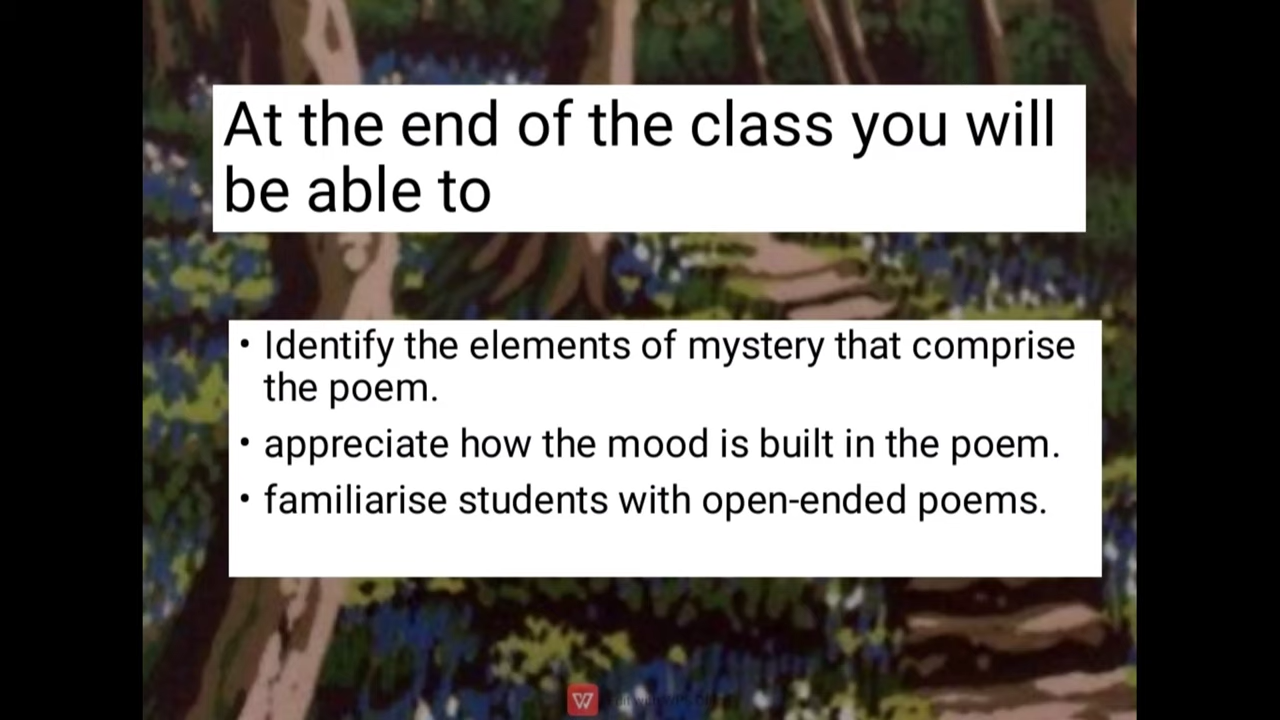 At the end of the class you will
be able to
• Identify the elements of mystery that comprise
the poem.
• appreciate how the mood is built in the poem.
• familiarise students with open-ended poems.